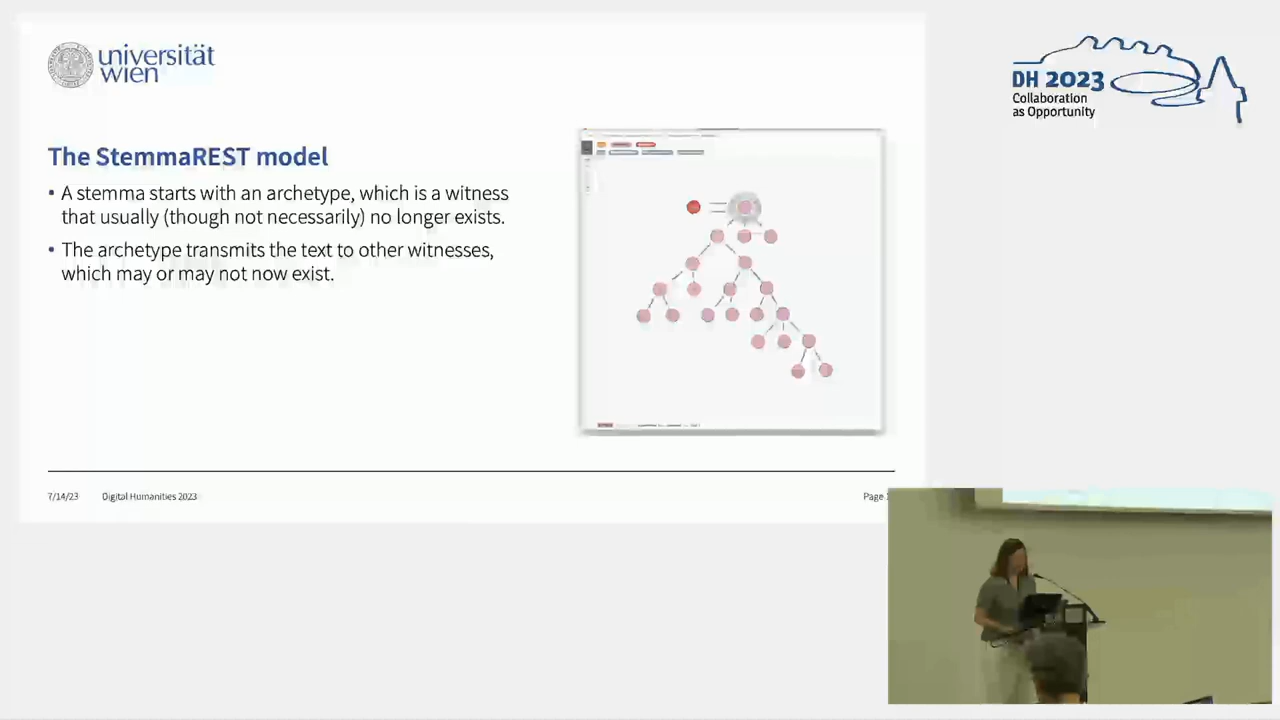 universität
wien
DH 2023
Collaboration
as Opportunity
The StemmaREST model
• A stemma starts with an archetype, which is a witness
that usually (though not necessarily) no longer exists.
• The archetype transmits the text to other witnesses,
which may or may not now exist.
7/14/23 Digital Humanities 2023 Page